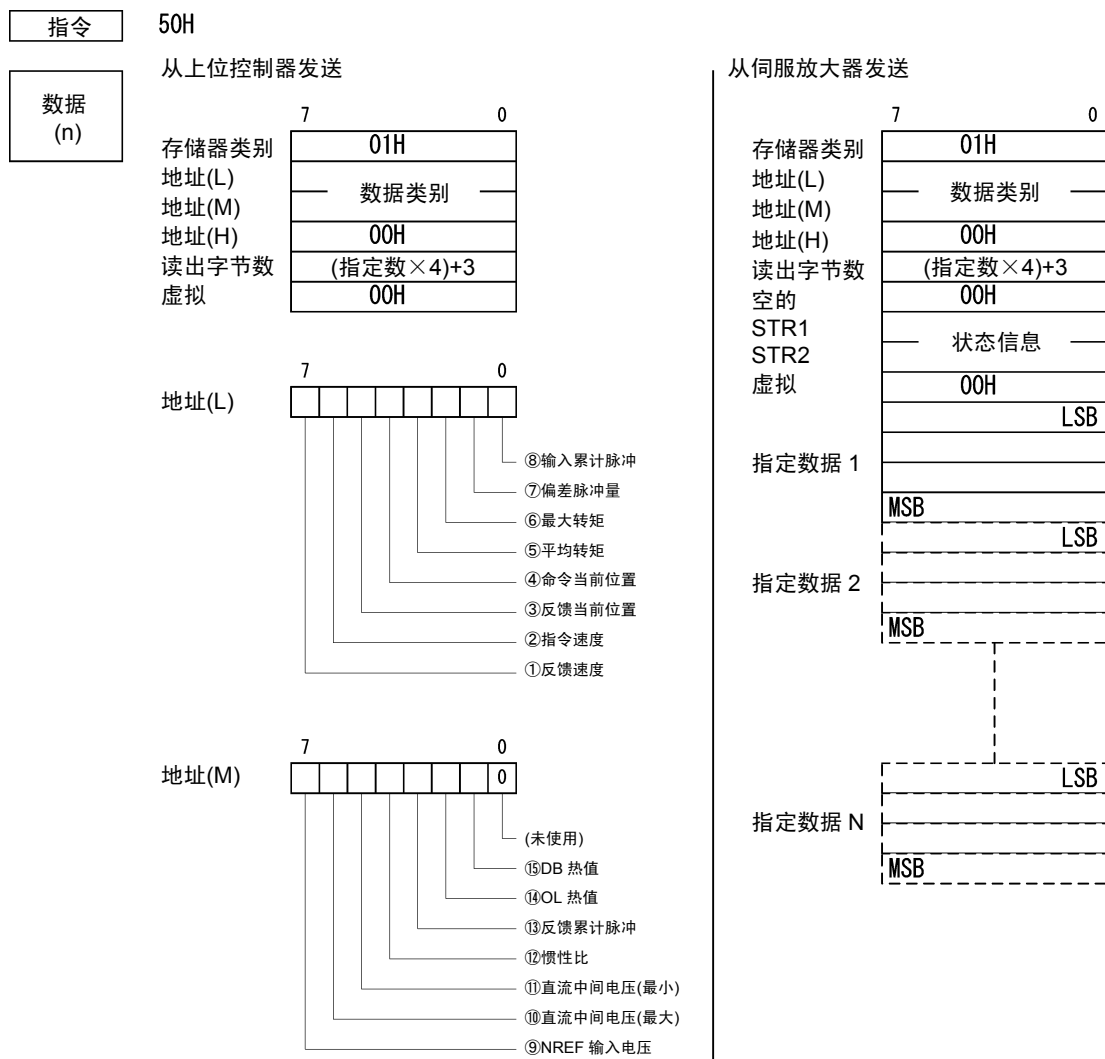 指令 50H
数据
(n)
从上位控制器发送
7 0
存储器类别 01H
地址(L)
数据类别
地址(M)
地址(H) 00H
读出字节数 (指定数×4)+3
虚拟 00H
7 0
地址(L)
⑧输入累计脉冲
⑦偏差脉冲量
⑥最大转矩
⑤平均转矩
④命令当前位置
③反馈当前位置
②指令速度
①反馈速度
7 0
地址(M) 0
(未使用)
⑮DB 热值
⑭OL 热值
⑬反馈累计脉冲
⑫惯性比
⑪直流中间电压(最小)
⑩直流中间电压(最大)
⑨NREF 输入电压
从伺服放大器发送
7 0
存储器类别 01H
地址(L)
数据类别
地址(M)
地址(H) 00H
读出字节数 (指定数×4)+3
空的 00H
STR1
状态信息
STR2
虚拟 00H
LSB
指定数据 1
MSB
LSB
指定数据 2
MSB
LSB
指定数据 N
MSB